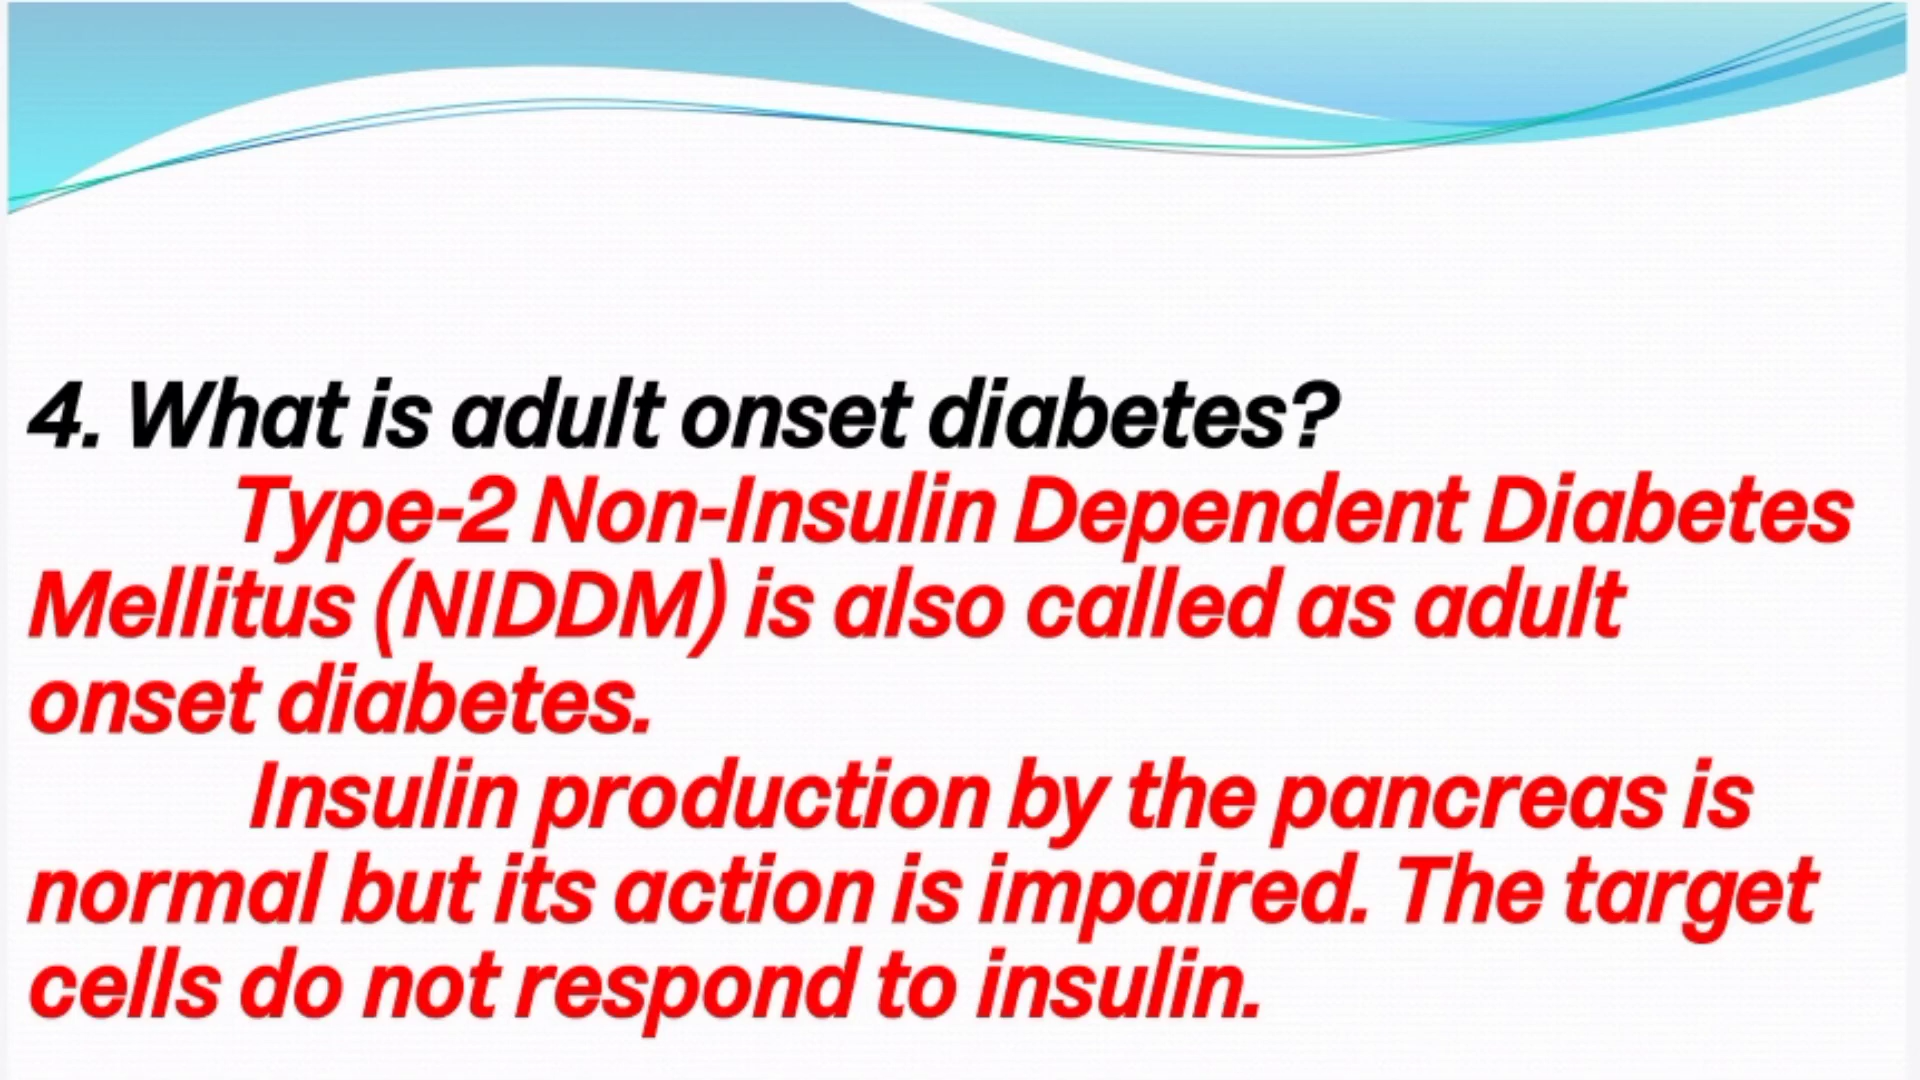 4. What is adult onset diabetes?
Type-2 Non-Insulin Dependent Diabetes
Mellitus (NIDDM) is also called as adult
onset diabetes.
Insulin production by the pancreas is
normal but its action is impaired. The target
cells do not respond to insulin.